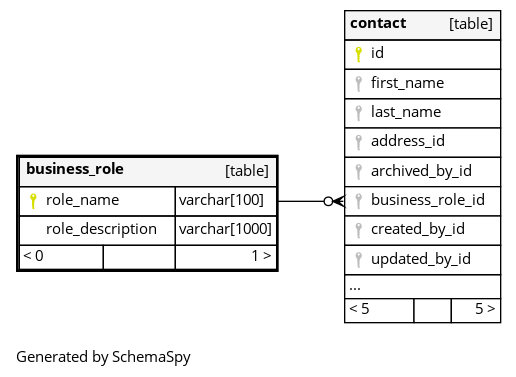 contact [table]
id
first_name
last_name
address_id
archived_by_id
business_role_id
created_by_id
updated_by_id
...
< 5 5 >
business_role [table]
role_name varchar[100]
role_description varchar[1000]
< 0 1 >
Generated by SchemaSpy